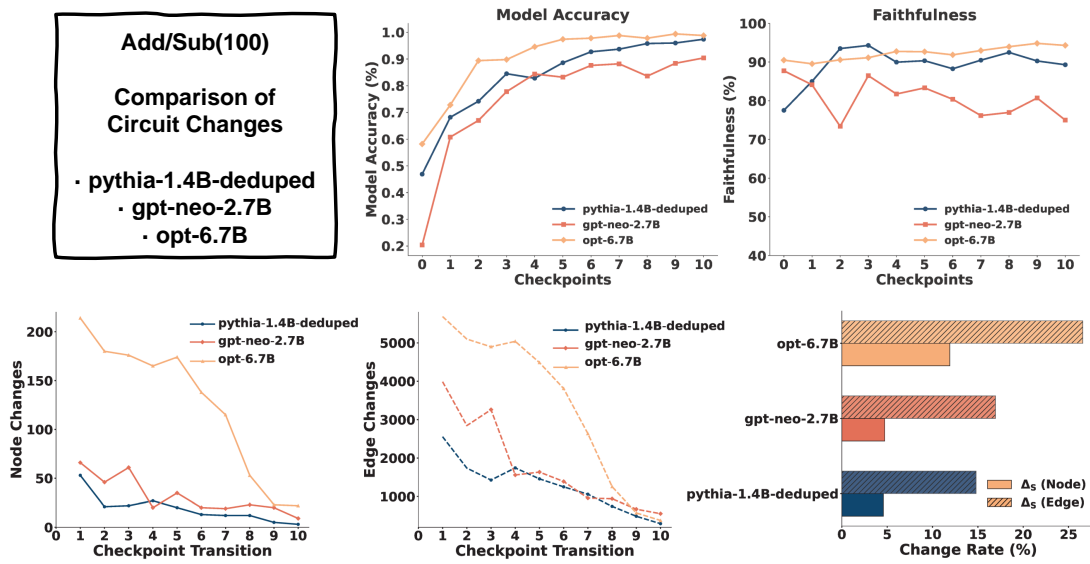 Add/Sub(100)
Comparison of
Circuit Changes
· pythia-1.4B-deduped
· gpt-neo-2.7B
· opt-6.7B
Model Accuracy
Model Accuracy (%)
1.0
0.9
0.8
0.7
0.6
0.5
0.4
0.3
0.2
pythia-1.4B-deduped
gpt-neo-2.7B
opt-6.7B
0 1 2 3 4 5 6 7 8 9 10
Checkpoints
Faithfulness
Faithfulness (%)
100
90
80
70
60
50
40
pythia-1.4B-deduped
gpt-neo-2.7B
opt-6.7B
0 1 2 3 4 5 6 7 8 9 10
Checkpoints
Node Changes
200
150
100
50
0
pythia-1.4B-deduped
gpt-neo-2.7B
opt-6.7B
0 1 2 3 4 5 6 7 8 9 10
Checkpoint Transition
Edge Changes
5000
4000
3000
2000
1000
pythia-1.4B-deduped
gpt-neo-2.7B
opt-6.7B
0 1 2 3 4 5 6 7 8 9 10
Checkpoint Transition
opt-6.7B
gpt-neo-2.7B
pythia-1.4B-deduped
Δ_S (Node)
Δ_S (Edge)
0 5 10 15 20 25
Change Rate (%)